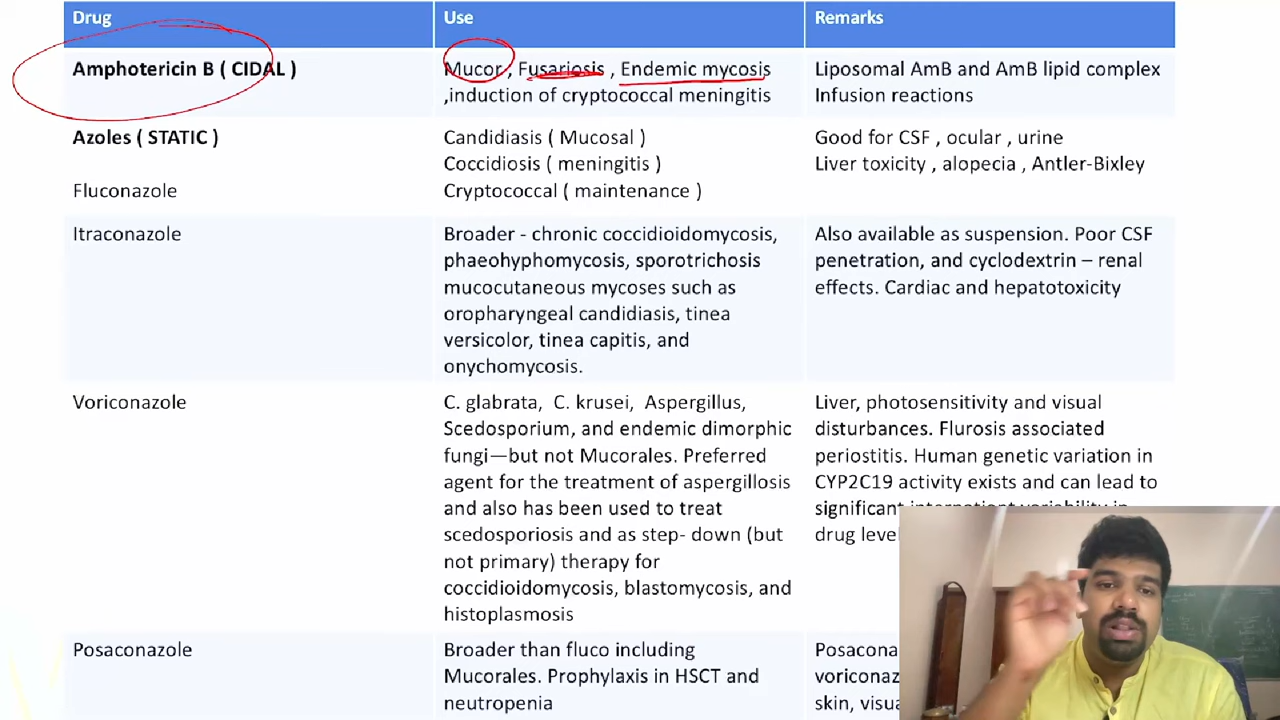 Drug
Use
Remarks
Amphotericin B ( CIDAL )
Mucor , Fusariosis , Endemic mycosis
,induction of cryptococcal meningitis
Liposomal AmB and AmB lipid complex
Infusion reactions
Azoles ( STATIC )
Fluconazole
Candidiasis ( Mucosal )
Coccidiosis ( meningitis )
Cryptococcal ( maintenance )
Good for CSF , ocular , urine
Liver toxicity , alopecia , Antler-Bixley
Itraconazole
Broader - chronic coccidioidomycosis,
phaeohyphomycosis, sporotrichosis
mucocutaneous mycoses such as
oropharyngeal candidiasis, tinea
versicolor, tinea capitis, and
onychomycosis.
Also available as suspension. Poor CSF
penetration, and cyclodextrin – renal
effects. Cardiac and hepatotoxicity
Voriconazole
C. glabrata, C. krusei, Aspergillus,
Scedosporium, and endemic dimorphic
fungi—but not Mucorales. Preferred
agent for the treatment of aspergillosis
and also has been used to treat
scedosporiosis and as step- down (but
not primary) therapy for
coccidioidomycosis, blastomycosis, and
histoplasmosis
Liver, photosensitivity and visual
disturbances. Flurosis associated
periostitis. Human genetic variation in
CYP2C19 activity exists and can lead to
significant
drug
Posaconazole
Broader than fluco including
Mucorales. Prophylaxis in HSCT and
neutropenia
skin,